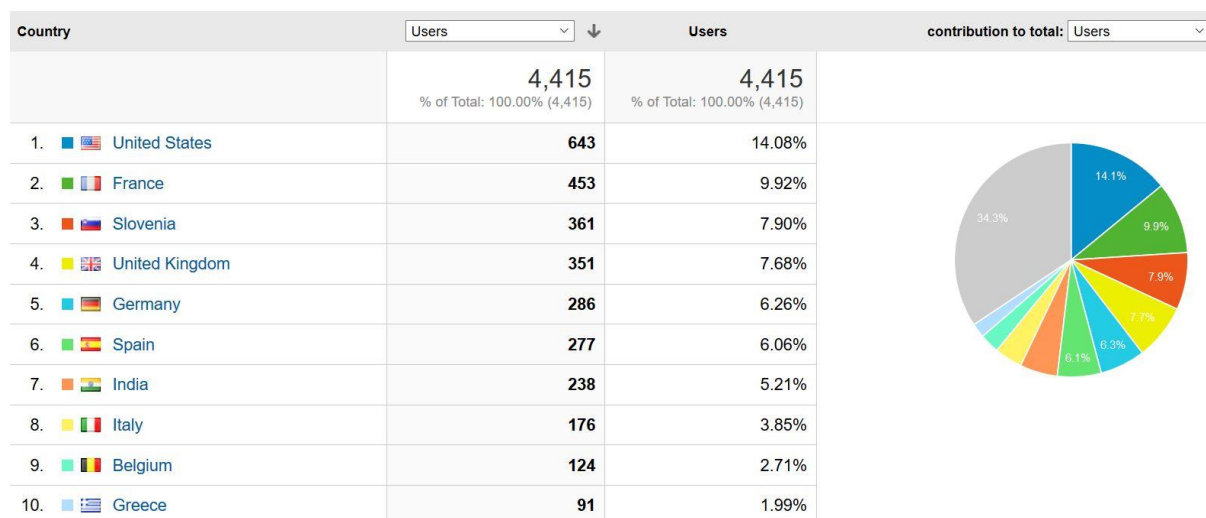 Country Users Users contribution to total: Users
4,415 4,415
% of Total: 100.00% (4,415) % of Total: 100.00% (4,415)
1. United States 643 14.08%
2. France 453 9.92%
3. Slovenia 361 7.90%
4. United Kingdom 351 7.68%
5. Germany 286 6.26%
6. Spain 277 6.06%
7. India 238 5.21%
8. Italy 176 3.85%
9. Belgium 124 2.71%
10. Greece 91 1.99%
14.1%
9.9%
7.9%
7.7%
6.3%
6.1%
34.3%